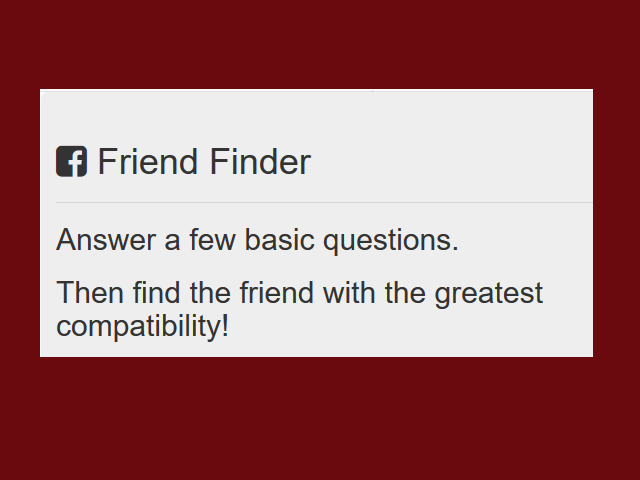 Friend Finder
Answer a few basic questions.
Then find the friend with the greatest
compatibility!